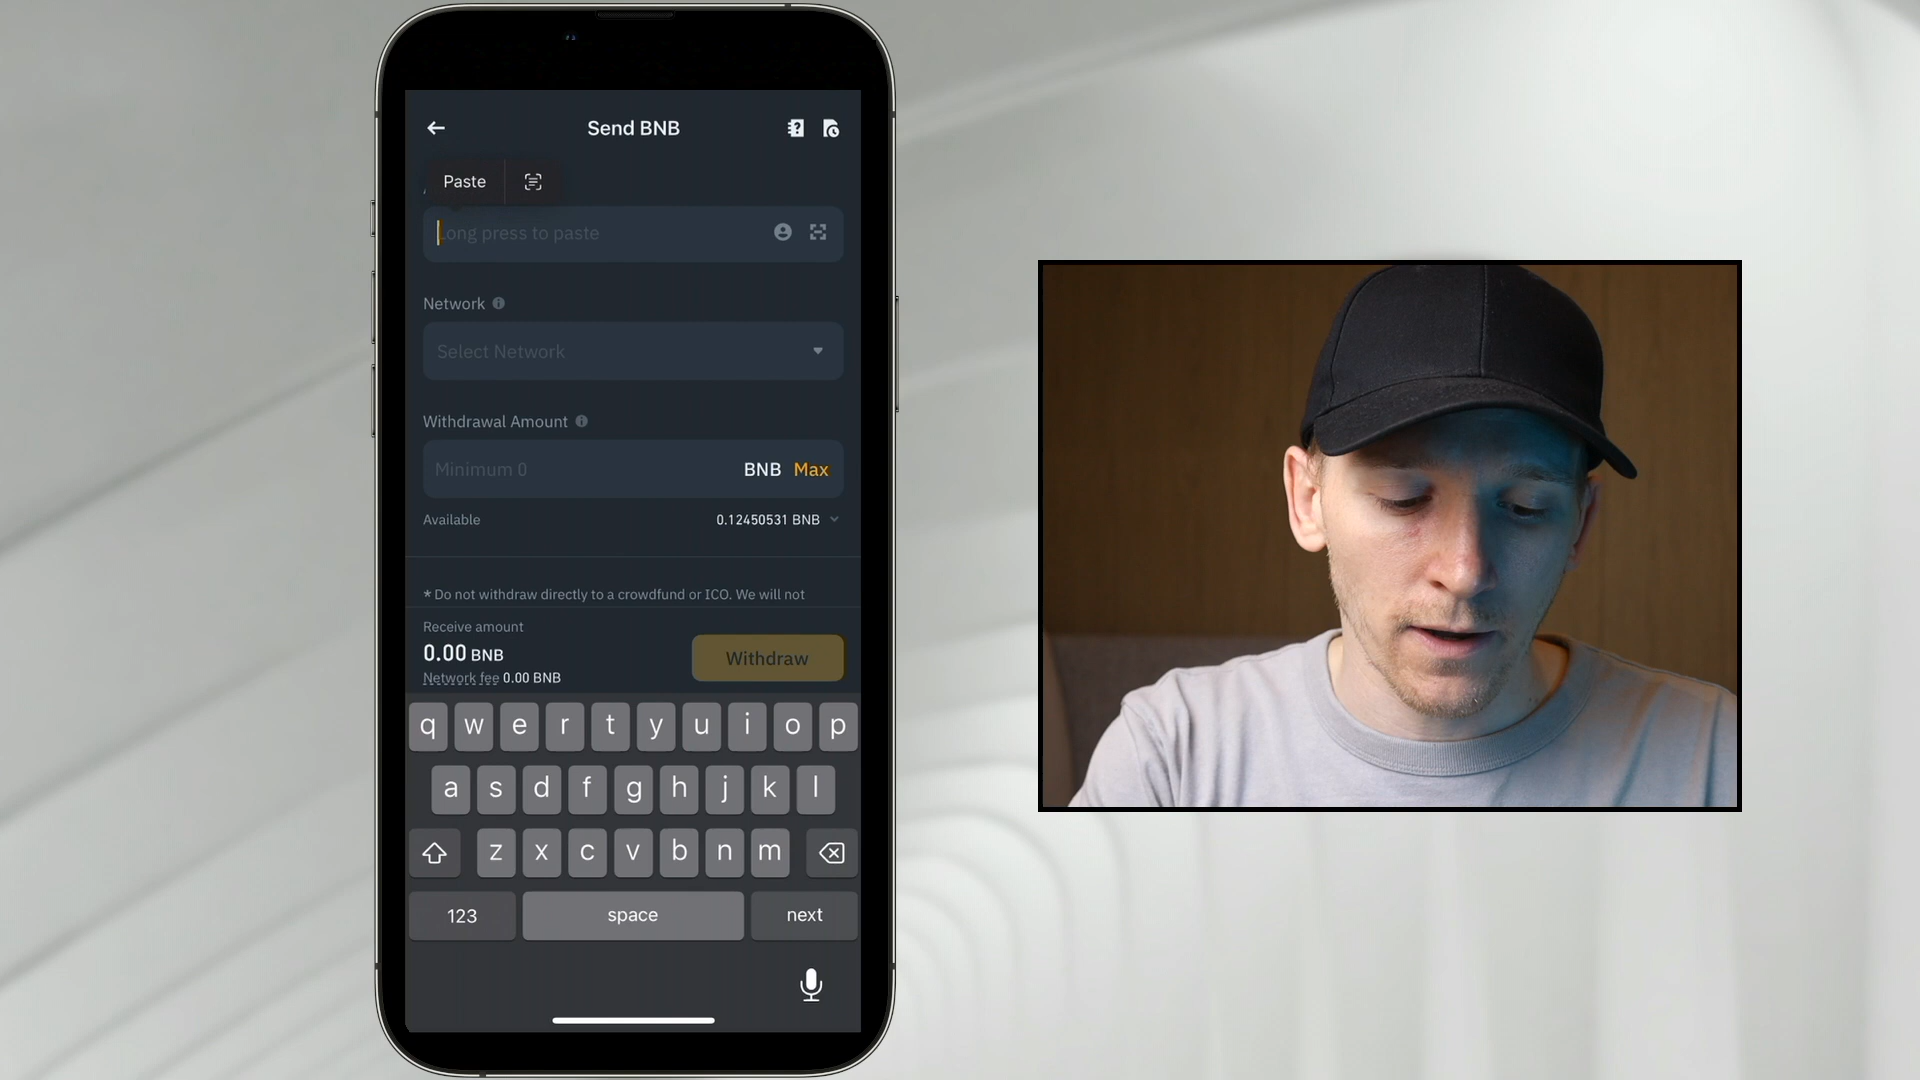 Send BNB
Paste
Long press to paste
Network
Select Network
Withdrawal Amount
Minimum 0 BNB Max
Available 0.12450531 BNB
* Do not withdraw directly to a crowdfund or ICO. We will not
Receive amount
0.00 BNB
Withdraw
Network fee 0.00 BNB
q w e r t y u i o p
a s d f g h j k l
z x c v b n m
123 space next